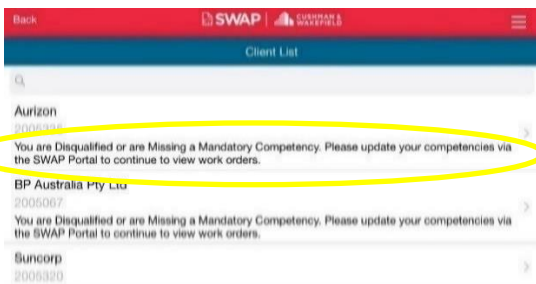 Back
SWAP CUSHMAN & WAKEFIELD
Client List
Aurizon
You are Disqualified or are Missing a Mandatory Competency. Please update your competencies via
the SWAP Portal to continue to view work orders.
BP Australia Pty Ltd
2005067
You are Disqualified or are Missing a Mandatory Competency. Please update your competencies via
the SWAP Portal to continue to view work orders.
Suncorp
2005320